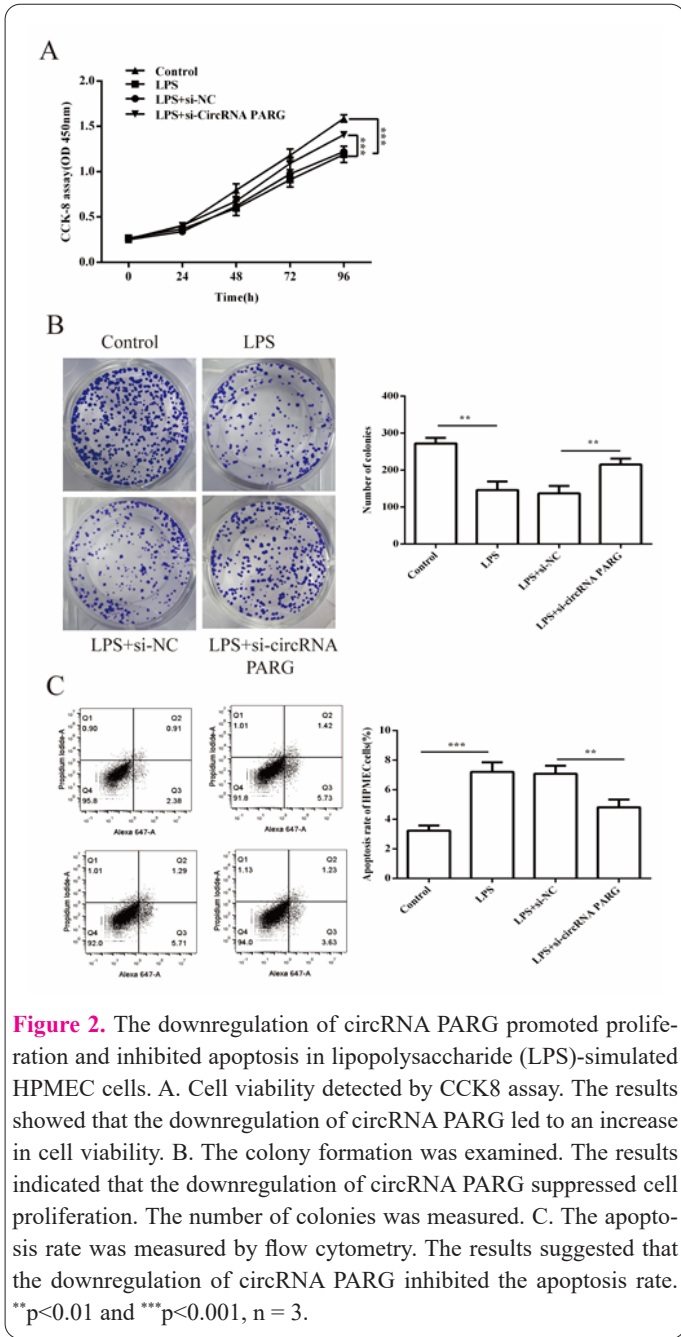 A
Control
LPS
LPS+si-NC
LPS+si-CircRNA PARG
CCK-8 assay(OD 450nm)
2.0
1.5
1.0
0.5
0.0
0 24 48 72 96
Time(h)
***
***
B
Control LPS
LPS+si-NC LPS+si-circRNA
PARG
Number of colonies
400
300
200
100
0
** **
Control LPS LPS+si-NC LPS+si-circRNA PARG
C
Q1
0.90
Q2
0.91
Q4
95.8
Q3
2.38
Propidium Iodide-A
Alexa 647-A
Q1
1.01
Q2
1.42
Q4
91.8
Q3
5.73
Propidium Iodide-A
Alexa 647-A
Q1
1.01
Q2
1.29
Q4
92.0
Q3
5.71
Propidium Iodide-A
Alexa 647-A
Q1
1.13
Q2
1.23
Q4
94.0
Q3
3.63
Propidium Iodide-A
Alexa 647-A
Apoptosis rate of HPMEC cells(%)
10
8
6
4
2
0
*** **
Control LPS LPS+si-NC LPS+si-circRNA PARG
Figure 2. The downregulation of circRNA PARG promoted prolife-
ration and inhibited apoptosis in lipopolysaccharide (LPS)-simulated
HPMEC cells. A. Cell viability detected by CCK8 assay. The results
showed that the downregulation of circRNA PARG led to an increase
in cell viability. B. The colony formation was examined. The results
indicated that the downregulation of circRNA PARG suppressed cell
proliferation. The number of colonies was measured. C. The apopto-
sis rate was measured by flow cytometry. The results suggested that
the downregulation of circRNA PARG inhibited the apoptosis rate.
**p<0.01 and ***p<0.001, n = 3.